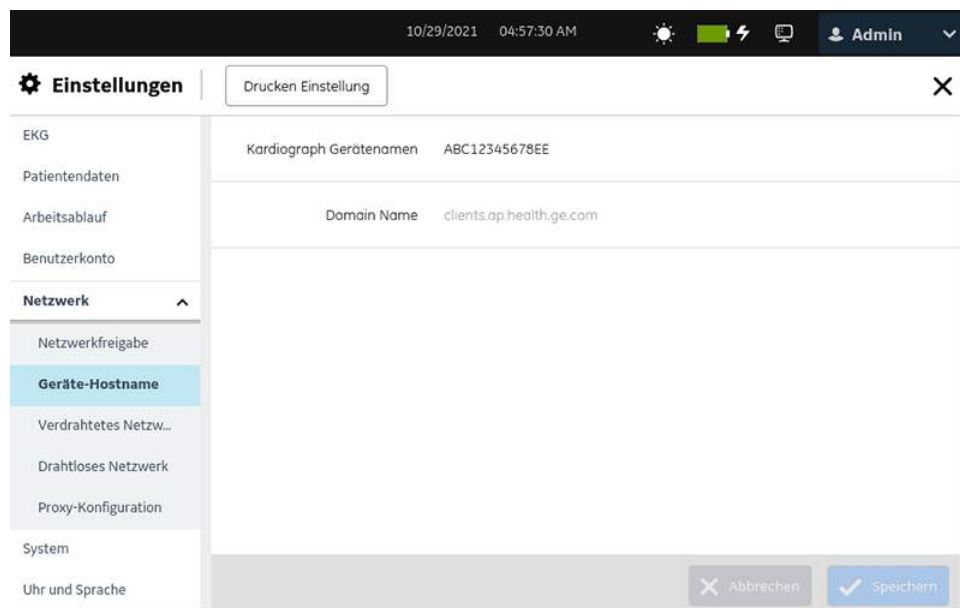 10/29/2021 04:57:30 AM Admin
Einstellungen Drucken Einstellung
EKG
Kardiograph Gerätenamen ABC12345678EE
Patientendaten
Arbeitsablauf
Domain Name clients.ap.health.ge.com
Benutzerkonto
Netzwerk
Netzwerkfreigabe
Geräte-Hostname
Verdrahtetes Netzw...
Drahtloses Netzwerk
Proxy-Konfiguration
System
Uhr und Sprache
Abbrechen Speichern